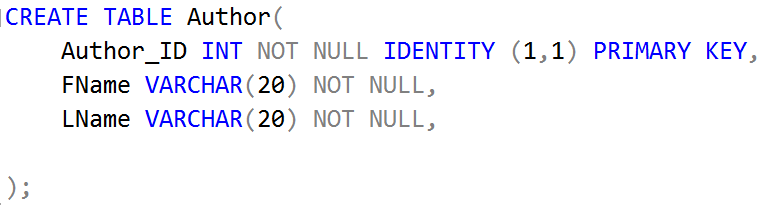 CREATE TABLE Author(
    Author_ID INT NOT NULL IDENTITY (1,1) PRIMARY KEY,
    FName VARCHAR(20) NOT NULL,
    LName VARCHAR(20) NOT NULL,
);